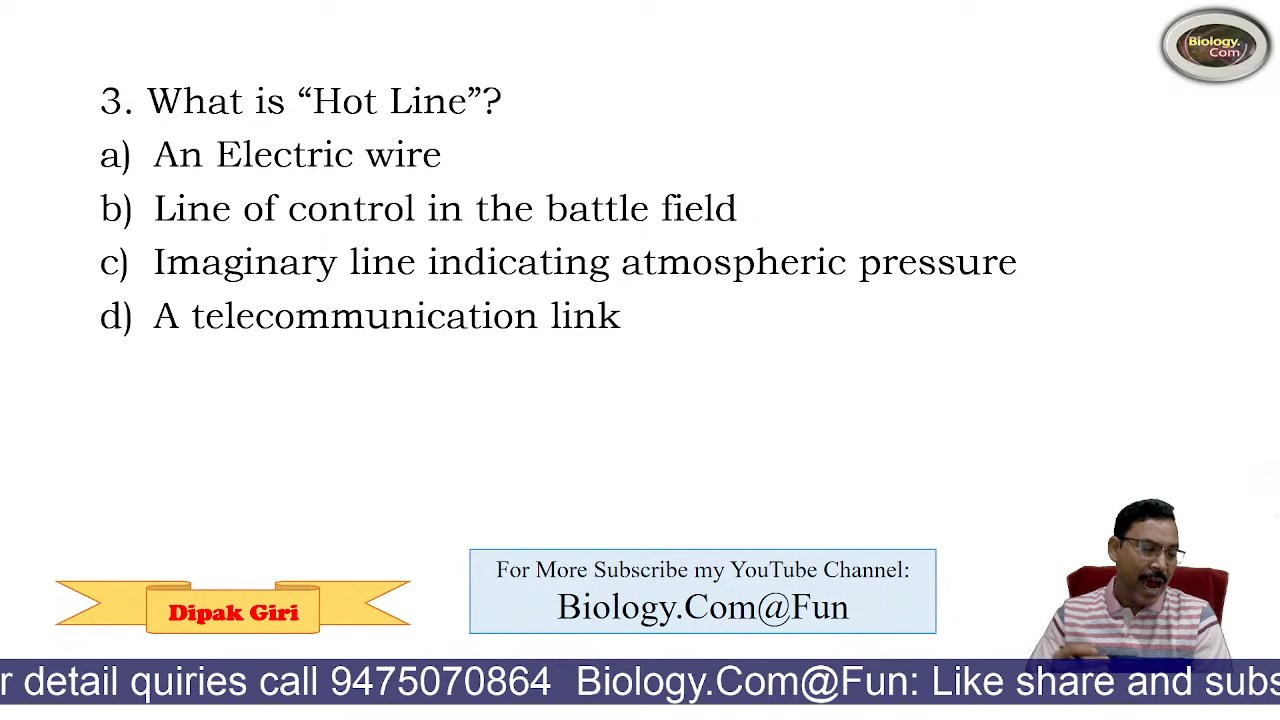 Biology.
Com
3. What is “Hot Line”?
a) An Electric wire
b) Line of control in the battle field
c) Imaginary line indicating atmospheric pressure
d) A telecommunication link
For More Subscribe my YouTube Channel:
Biology.Com@Fun
Dipak Giri
r detail quiries call 9475070864 Biology.Com@Fun: Like share and subs